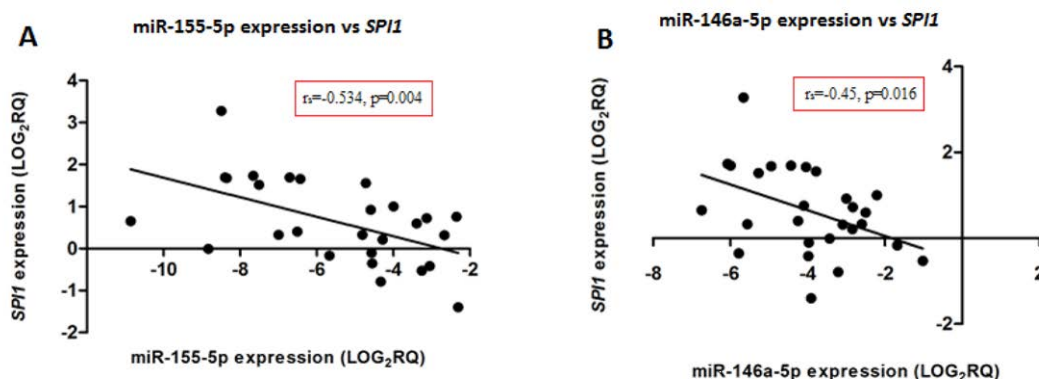 A
miR-155-5p expression vs SPI1
rs=-0.534, p=0.004
SPI1 expression (LOG2RQ)
4
3
2
1
0
-1
-2
-10 -8 -6 -4 -2
miR-155-5p expression (LOG2RQ)
B
miR-146a-5p expression vs SPI1
rs=-0.45, p=0.016
SPI1 expression (LOG2RQ)
4
2
-8 -6 -4 -2 0 2
-2
miR-146a-5p expression (LOG2RQ)